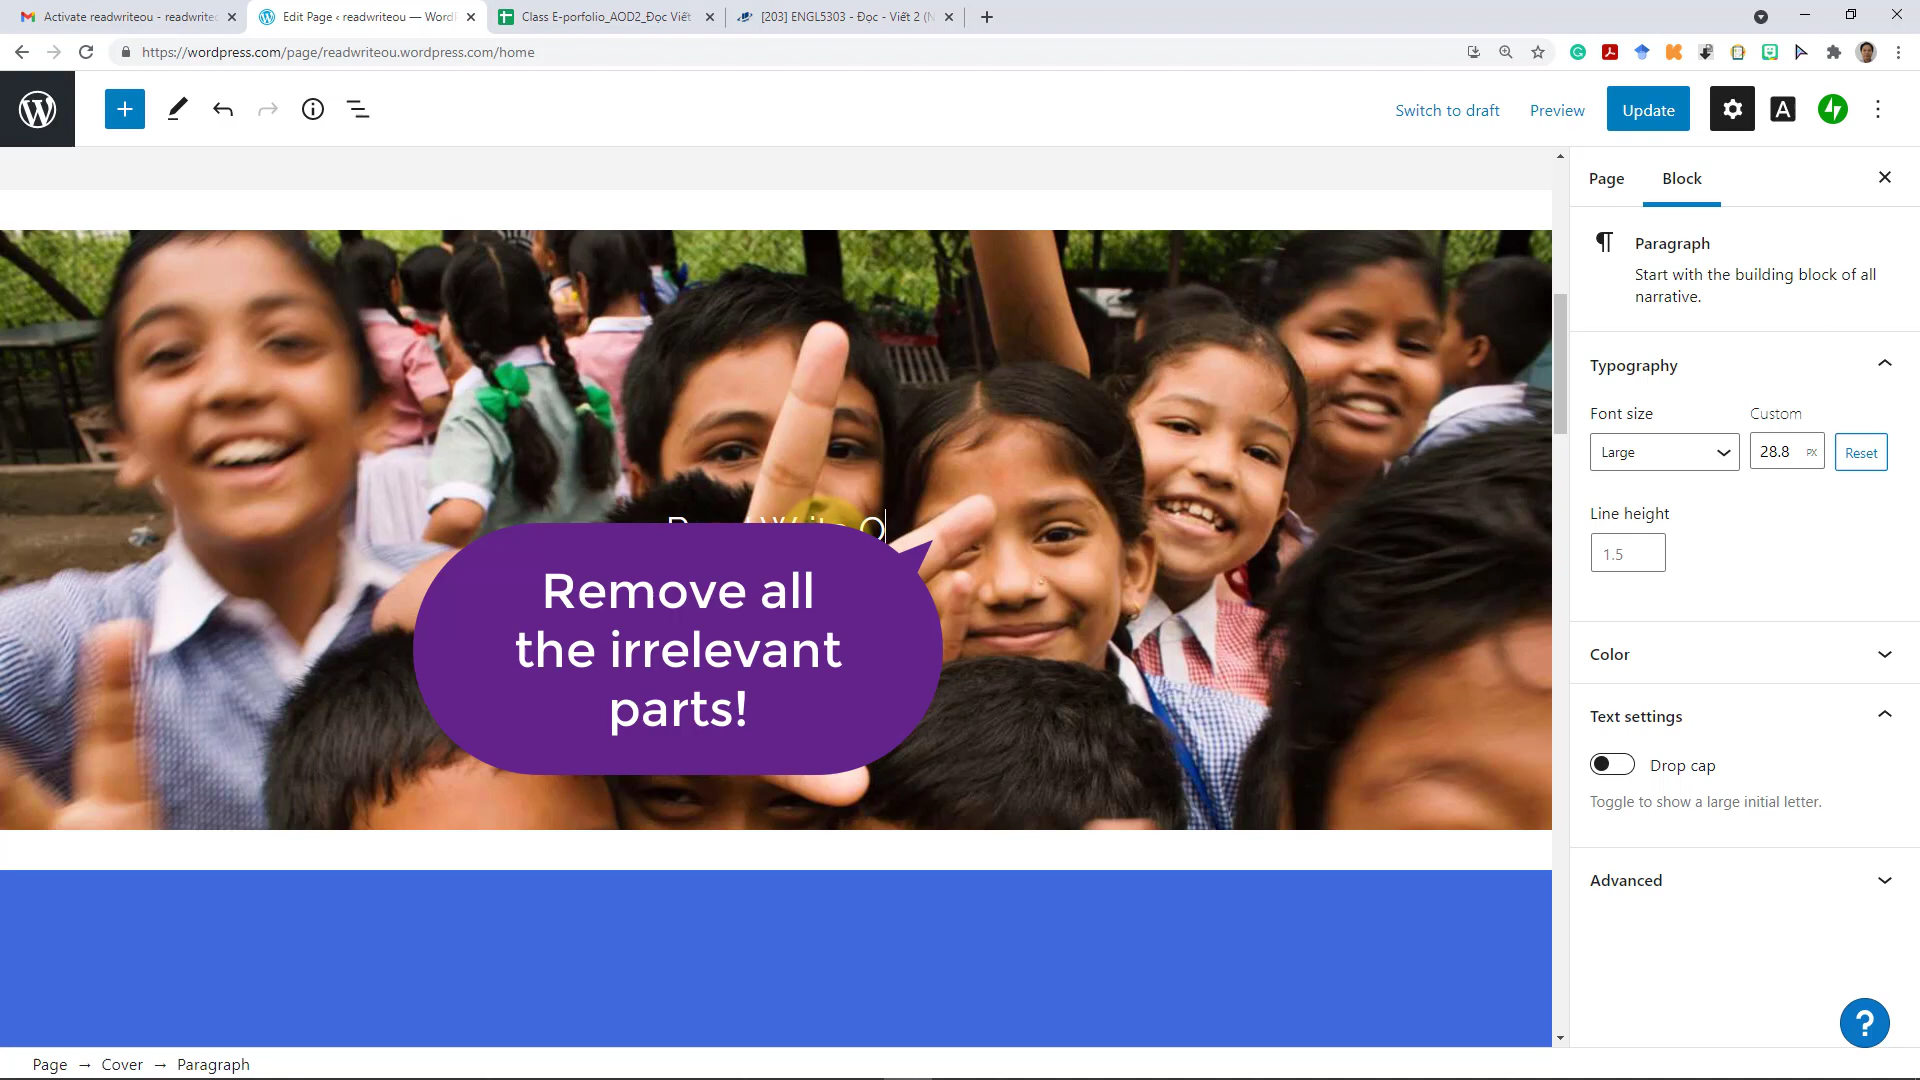 Activate readwriteou - readwrite
Edit Page ‹ readwriteou — Word
Class E-porfolio_AOD2_Đọc Viết
[203] ENGL5303 - Đọc - Viết 2 (N
https://wordpress.com/page/readwriteou.wordpress.com/home
Switch to draft
Preview
Update
A
Page
Block
Paragraph
Start with the building block of all
narrative.
Typography
Font size
Custom
Large
28.8
PX
Reset
Line height
1.5
Write O
Remove all
the irrelevant
parts!
Color
Text settings
Drop cap
Toggle to show a large initial letter.
Advanced
?
Page → Cover → Paragraph